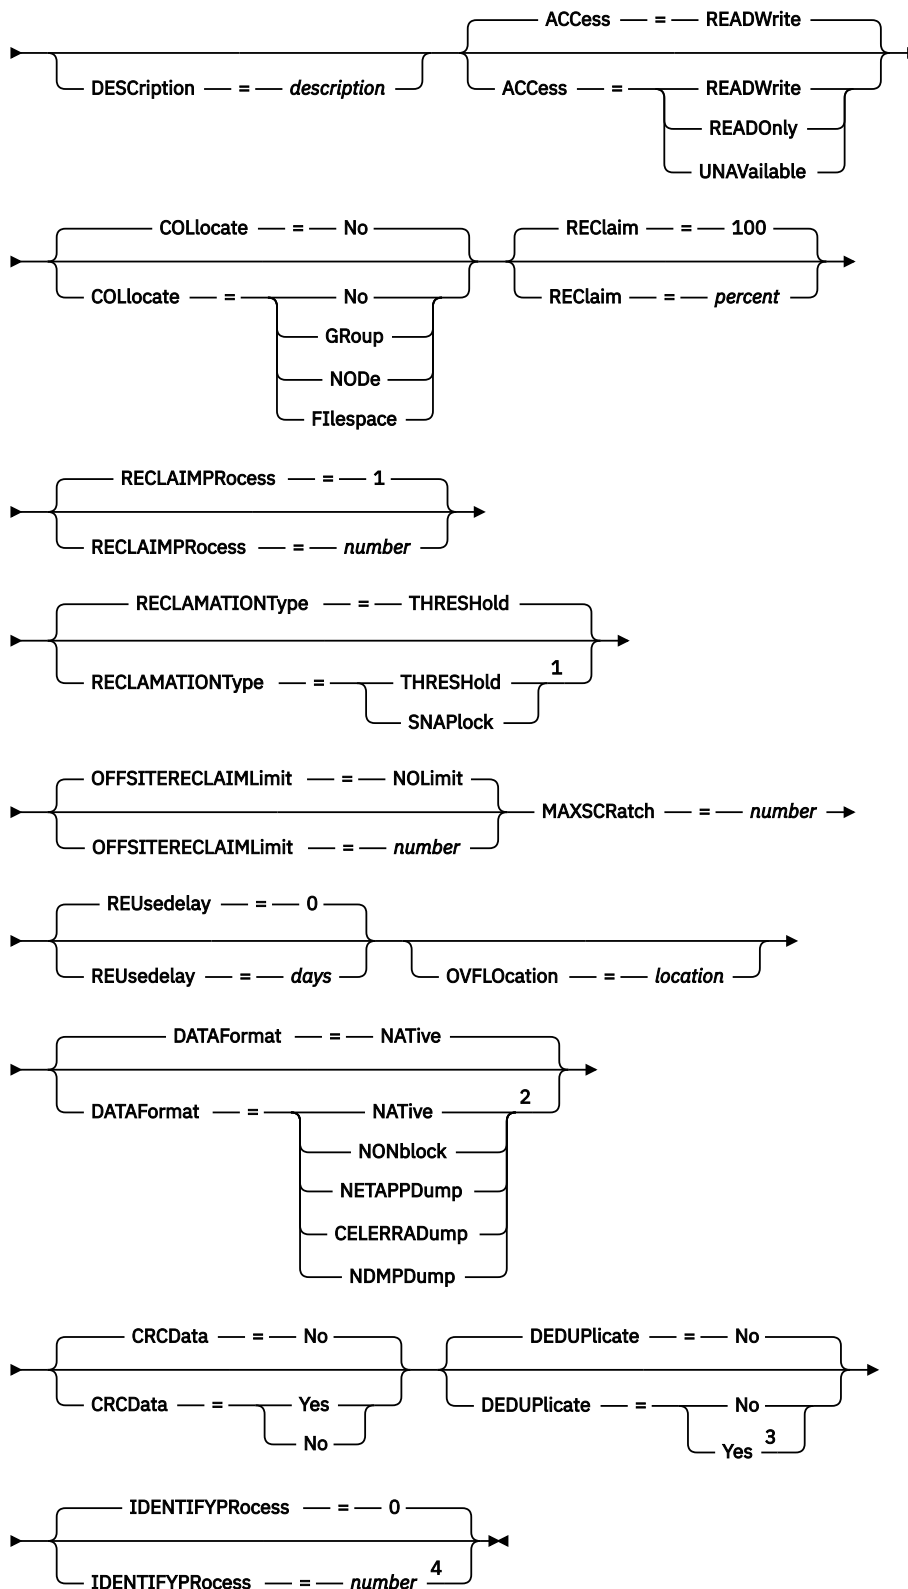 ACCess = READWrite
DESCription = description
ACCess = READWrite
READOnly
UNAVailable
COLlocate = No
REClaim = 100
COLlocate = No
REClaim = percent
GRoup
NODe
FIlespace
RECLAIMPRocess = 1
RECLAIMPRocess = number
RECLAMATIONType = THRESHold
RECLAMATIONType = THRESHold 1
SNAPlock
OFFSITERECLAIMLimit = NOLimit
MAXSCRatch = number
OFFSITERECLAIMLimit = number
REUsedelay = 0
REUsedelay = days
OVFLOcation = location
DATAFormat = NATive
DATAFormat = NATive 2
NONblock
NETAPPDump
CELERRADump
NDMPDump
CRCData = No
DEDUPlicate = No
CRCData = Yes
DEDUPlicate = No
No
Yes 3
IDENTIFYPRocess = 0
IDENTIFYPRocess = number 4